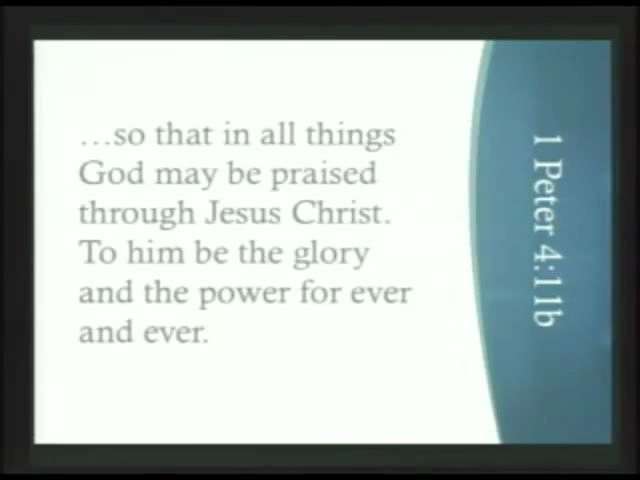 …so that in all things
God may be praised
through Jesus Christ.
To him be the glory
and the power for ever
and ever.
1 Peter 4:11b